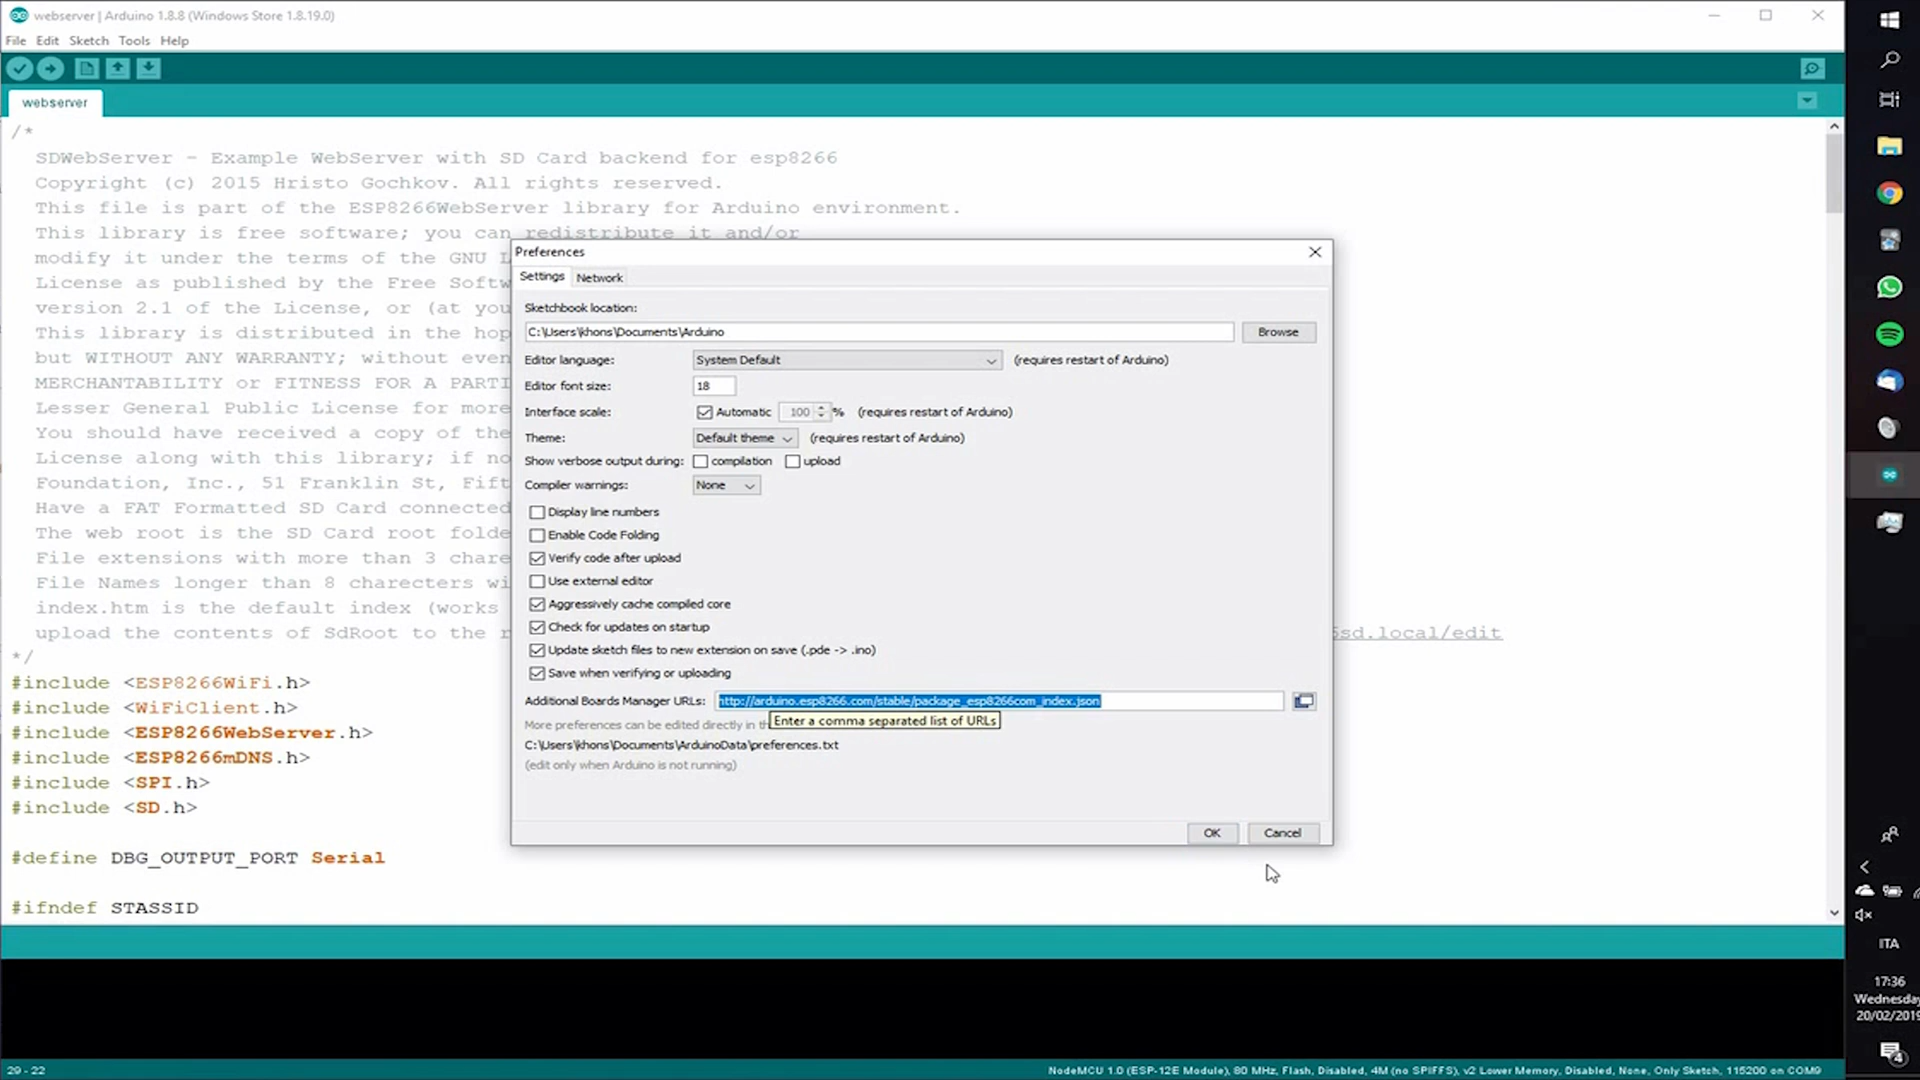 webserver | Arduino 1.8.8 (Windows Store 1.8.19.0)
File Edit Sketch Tools Help
webserver
/*
SDWebServer - Example WebServer with SD Card backend for esp8266
Copyright (c) 2015 Hristo Gochkov. All rights reserved.
This file is part of the ESP8266WebServer library for Arduino environment.
This library is free software; you can redistribute it and/or
modify it under the terms of the GNU L
License as published by the Free Softw
version 2.1 of the License, or (at you
This library is distributed in the hop
but WITHOUT ANY WARRANTY; without even
MERCHANTABILITY or FITNESS FOR A PARTI
Lesser General Public License for more
You should have received a copy of the
License along with this library; if no
Foundation, Inc., 51 Franklin St, Fift
Have a FAT Formatted SD Card connected
The web root is the SD Card root folde
File extensions with more than 3 chare
File Names longer than 8 charecters wi
index.htm is the default index (works
upload the contents of SdRoot to the r
sd.local/edit
*/
#include <ESP8266WiFi.h>
#include <WiFiClient.h>
#include <ESP8266WebServer.h>
#include <ESP8266mDNS.h>
#include <SPI.h>
#include <SD.h>
#define DBG_OUTPUT_PORT Serial
#ifndef STASSID
Preferences
Settings Network
Sketchbook location:
C:\Users\khons\Documents\Arduino Browse
Editor language: System Default (requires restart of Arduino)
Editor font size: 18
Interface scale: Automatic 100 % (requires restart of Arduino)
Theme: Default theme (requires restart of Arduino)
Show verbose output during: compilation upload
Compiler warnings: None
Display line numbers
Enable Code Folding
Verify code after upload
Use external editor
Aggressively cache compiled core
Check for updates on startup
Update sketch files to new extension on save (.pde -> .ino)
Save when verifying or uploading
Additional Boards Manager URLs: http://arduino.esp8266.com/stable/package_esp8266com_index.json
More preferences can be edited directly in th
Enter a comma separated list of URLs
C:\Users\khons\Documents\ArduinoData\preferences.txt
(edit only when Arduino is not running)
OK Cancel
29 - 22
NodeMCU 1.0 (ESP-12E Module), 80 MHz, Flash, Disabled, 4M (no SPIFFS), v2 Lower Memory, Disabled, None, Only Sketch, 115200 on COM9
ITA
17:36
Wednesday
20/02/2019
4